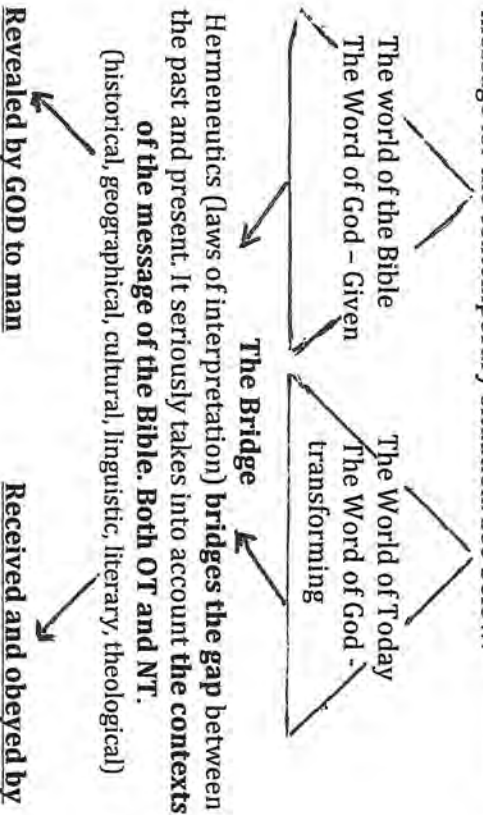 The world of the Bible
The Word of God – Given
The World of Today
The Word of God -
transforming
The Bridge
Hermeneutics (laws of interpretation) bridges the gap between
the past and present. It seriously takes into account the contexts
of the message of the Bible. Both OT and NT.
(historical, geographical, cultural, linguistic, literary, theological)
Revealed by GOD to man
Received and obeyed by